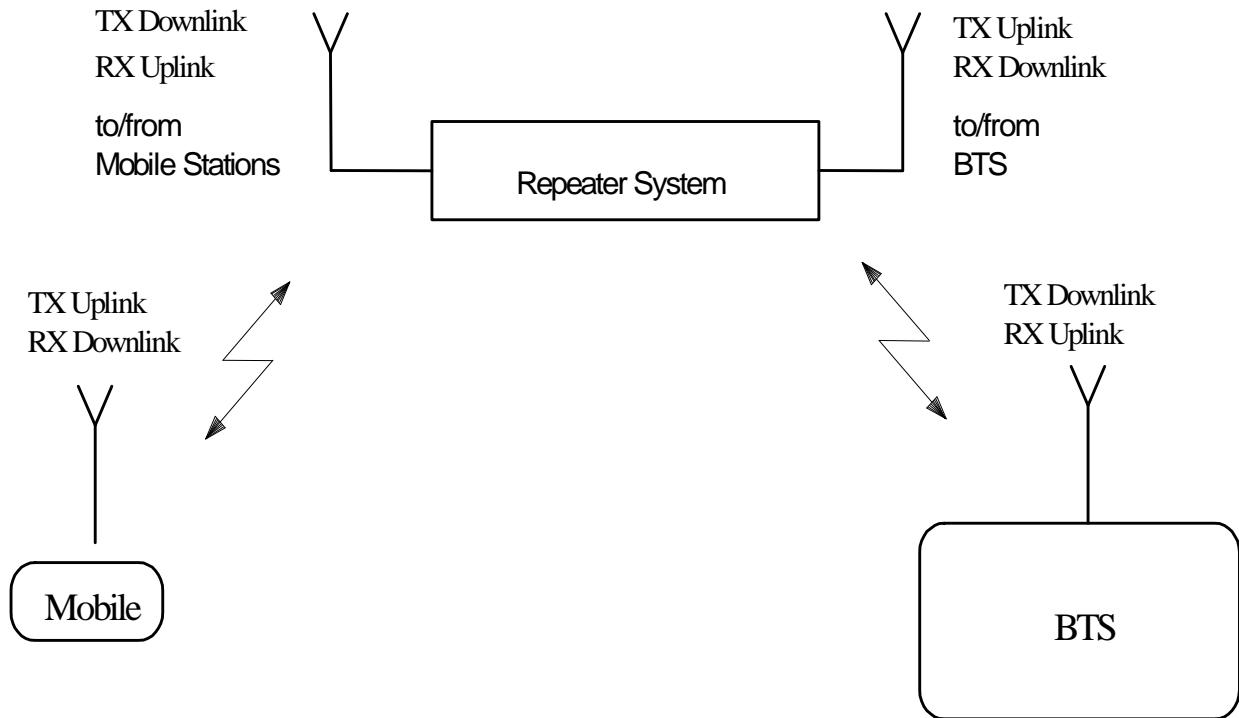 TX Downlink
RX Uplink
to/from
Mobile Stations
TX Uplink
RX Downlink
to/from
BTS
Repeater System
TX Uplink
RX Downlink
TX Downlink
RX Uplink
Mobile
BTS